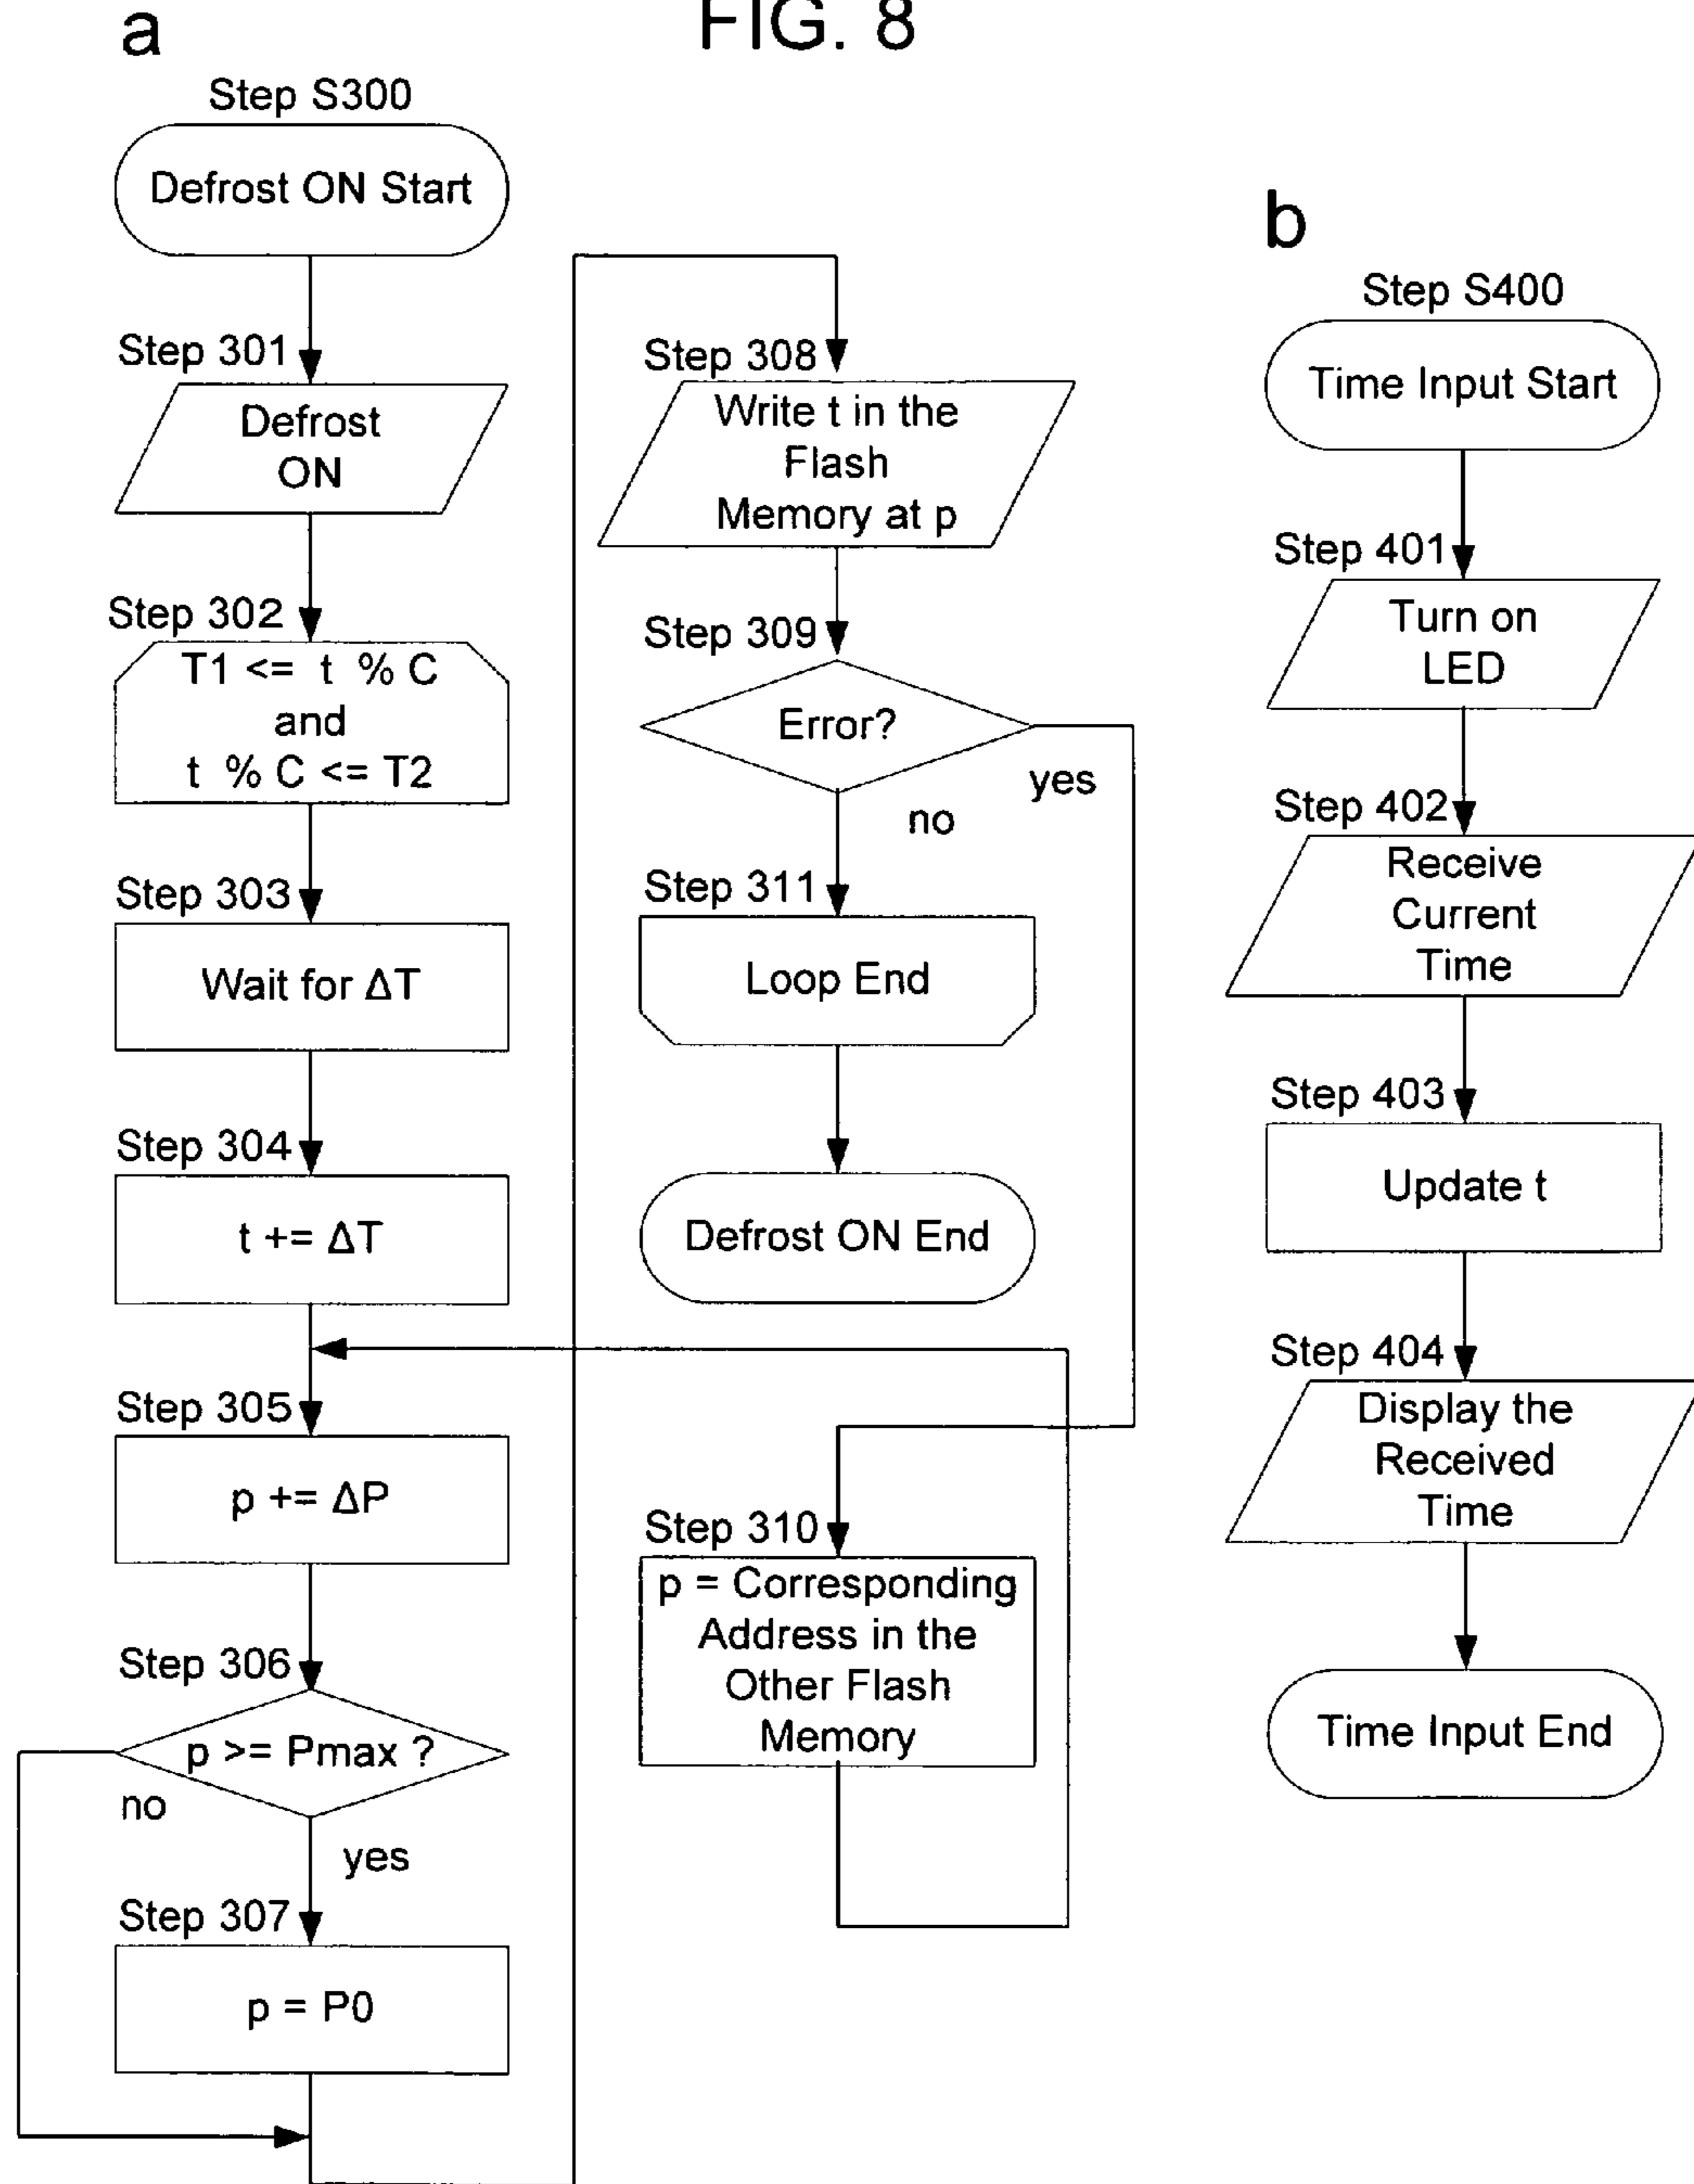 FIG. 8
a
Step S300
Defrost ON Start
Step 301
Defrost
ON
Step 302
T1 <= t % C
and
t % C <= T2
Step 303
Wait for ΔT
Step 304
t += ΔT
Step 305
p += ΔP
Step 306
p >= Pmax ?
no
yes
Step 307
p = P0
Step 308
Write t in the
Flash
Memory at p
Step 309
Error?
yes
no
Step 311
Loop End
Defrost ON End
Step 310
p = Corresponding
Address in the
Other Flash
Memory
b
Step S400
Time Input Start
Step 401
Turn on
LED
Step 402
Receive
Current
Time
Step 403
Update t
Step 404
Display the
Received
Time
Time Input End